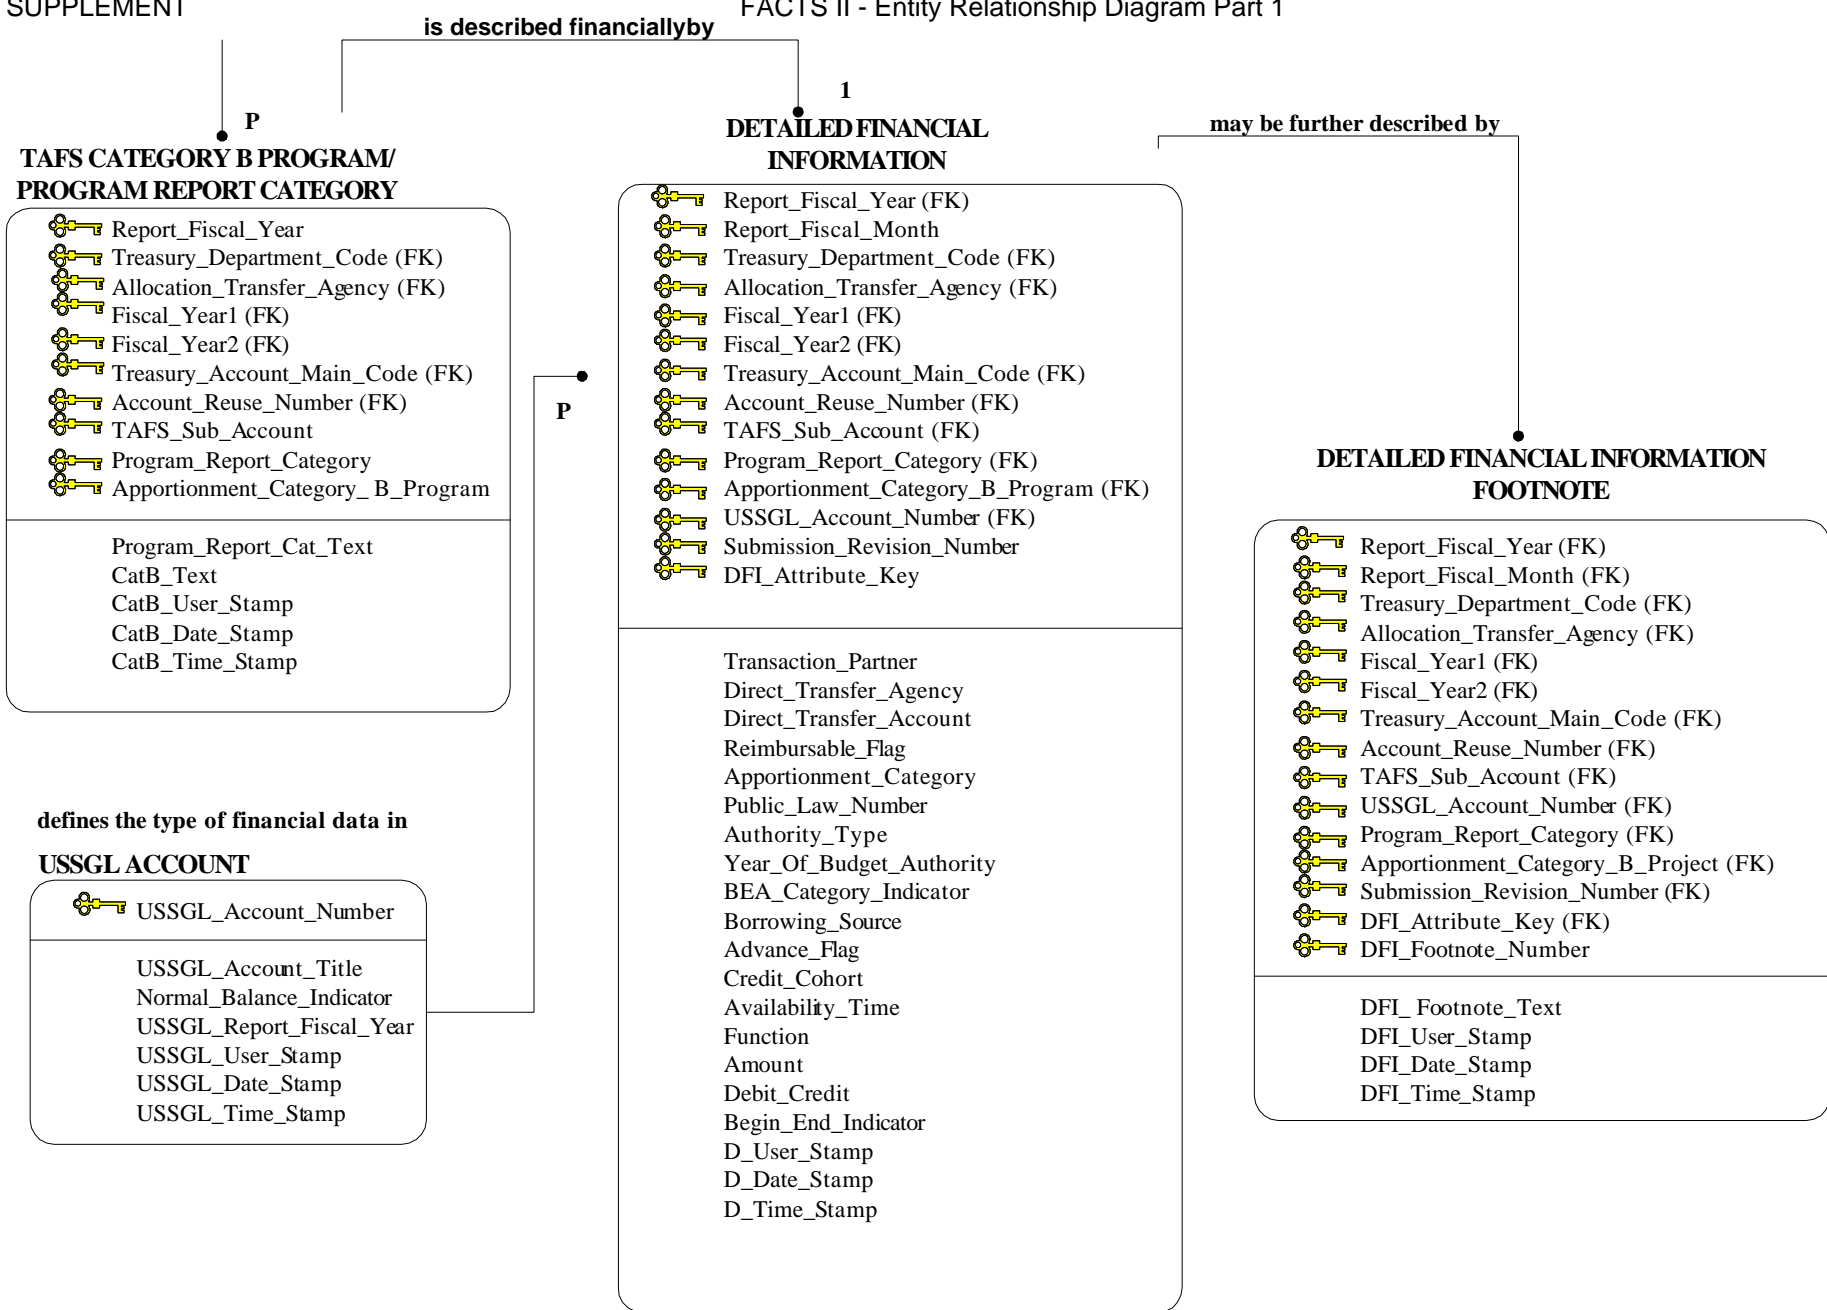 SUPPLEMENT
FACTS II - Entity Relationship Diagram Part 1
is described financiallyby
P
TAFS CATEGORY B PROGRAM/
PROGRAM REPORT CATEGORY
Report_Fiscal_Year
Treasury_Department_Code (FK)
Allocation_Transfer_Agency (FK)
Fiscal_Year1 (FK)
Fiscal_Year2 (FK)
Treasury_Account_Main_Code (FK)
Account_Reuse_Number (FK)
TAFS_Sub_Account
Program_Report_Category
Apportionment_Category_ B_Program
Program_Report_Cat_Text
CatB_Text
CatB_User_Stamp
CatB_Date_Stamp
CatB_Time_Stamp
defines the type of financial data in
USSGL ACCOUNT
USSGL_Account_Number
USSGL_Account_Title
Normal_Balance_Indicator
USSGL_Report_Fiscal_Year
USSGL_User_Stamp
USSGL_Date_Stamp
USSGL_Time_Stamp
P
1
DETAILED FINANCIAL
INFORMATION
Report_Fiscal_Year (FK)
Report_Fiscal_Month
Treasury_Department_Code (FK)
Allocation_Transfer_Agency (FK)
Fiscal_Year1 (FK)
Fiscal_Year2 (FK)
Treasury_Account_Main_Code (FK)
Account_Reuse_Number (FK)
TAFS_Sub_Account (FK)
Program_Report_Category (FK)
Apportionment_Category_B_Program (FK)
USSGL_Account_Number (FK)
Submission_Revision_Number
DFI_Attribute_Key
Transaction_Partner
Direct_Transfer_Agency
Direct_Transfer_Account
Reimbursable_Flag
Apportionment_Category
Public_Law_Number
Authority_Type
Year_Of_Budget_Authority
BEA_Category_Indicator
Borrowing_Source
Advance_Flag
Credit_Cohort
Availability_Time
Function
Amount
Debit_Credit
Begin_End_Indicator
D_User_Stamp
D_Date_Stamp
D_Time_Stamp
may be further described by
DETAILED FINANCIAL INFORMATION
FOOTNOTE
Report_Fiscal_Year (FK)
Report_Fiscal_Month (FK)
Treasury_Department_Code (FK)
Allocation_Transfer_Agency (FK)
Fiscal_Year1 (FK)
Fiscal_Year2 (FK)
Treasury_Account_Main_Code (FK)
Account_Reuse_Number (FK)
TAFS_Sub_Account (FK)
USSGL_Account_Number (FK)
Program_Report_Category (FK)
Apportionment_Category_B_Project (FK)
Submission_Revision_Number (FK)
DFI_Attribute_Key (FK)
DFI_Footnote_Number
DFI_ Footnote_Text
DFI_User_Stamp
DFI_Date_Stamp
DFI_Time_Stamp